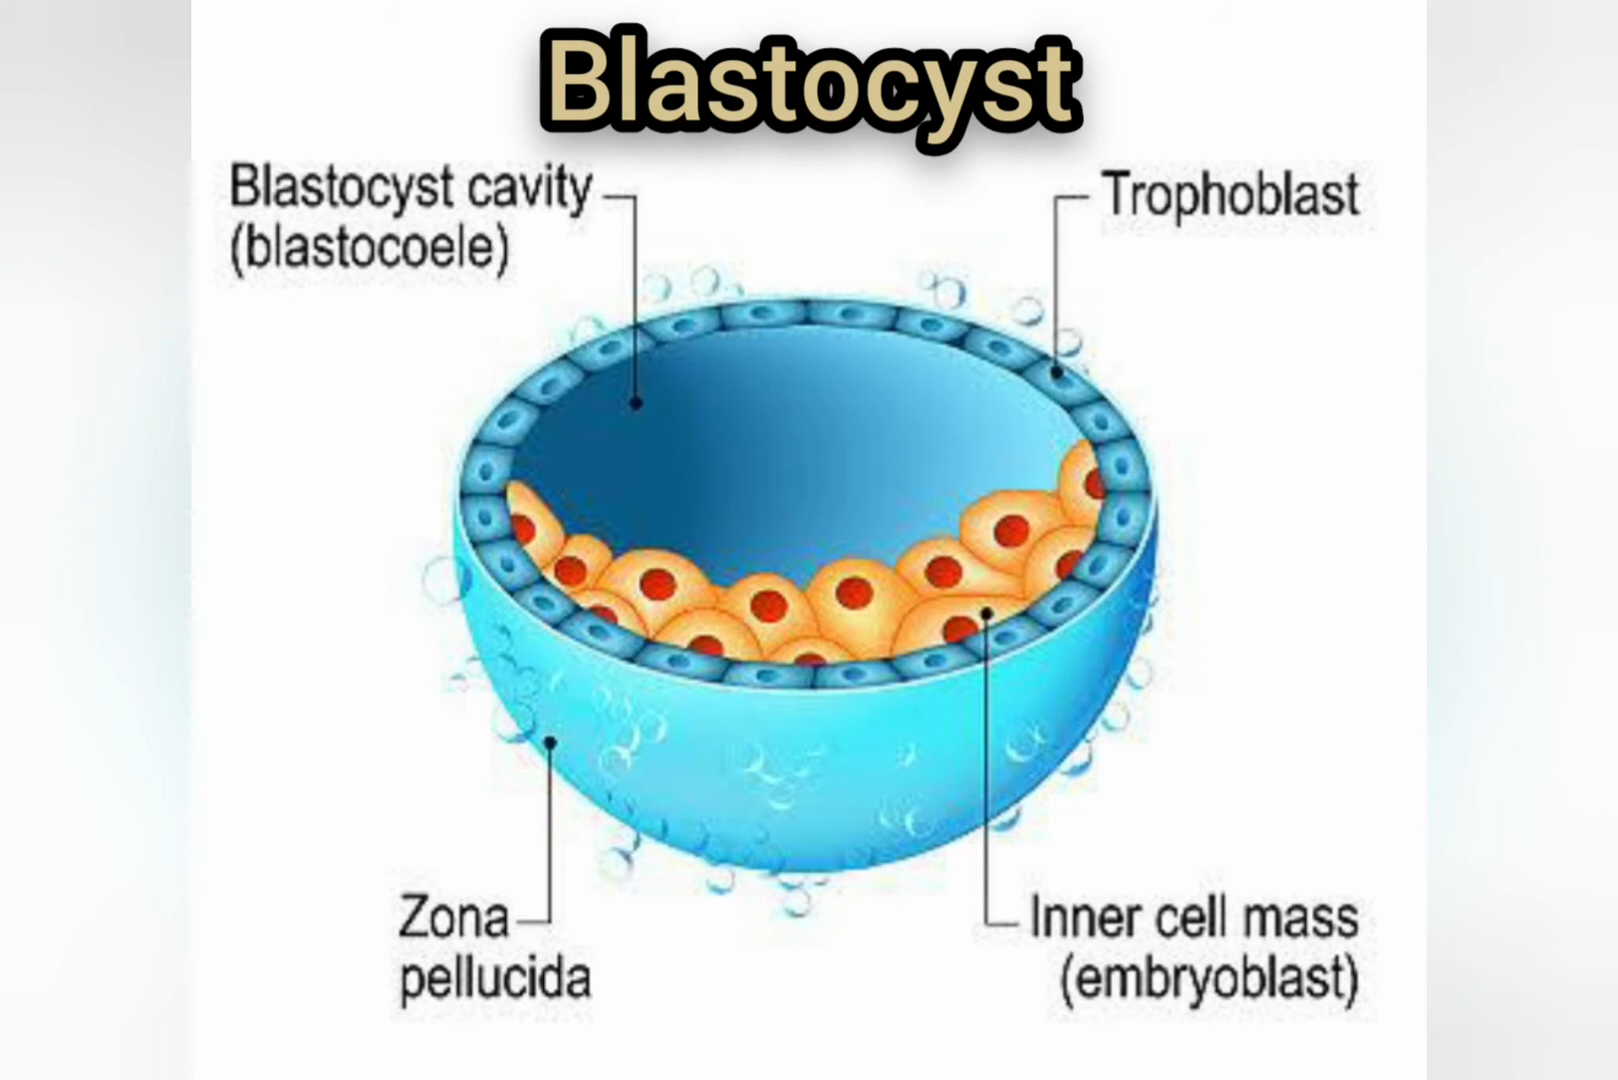 Blastocyst
Blastocyst cavity
(blastocoele)
Trophoblast
Zona
pellucida
Inner cell mass
(embryoblast)